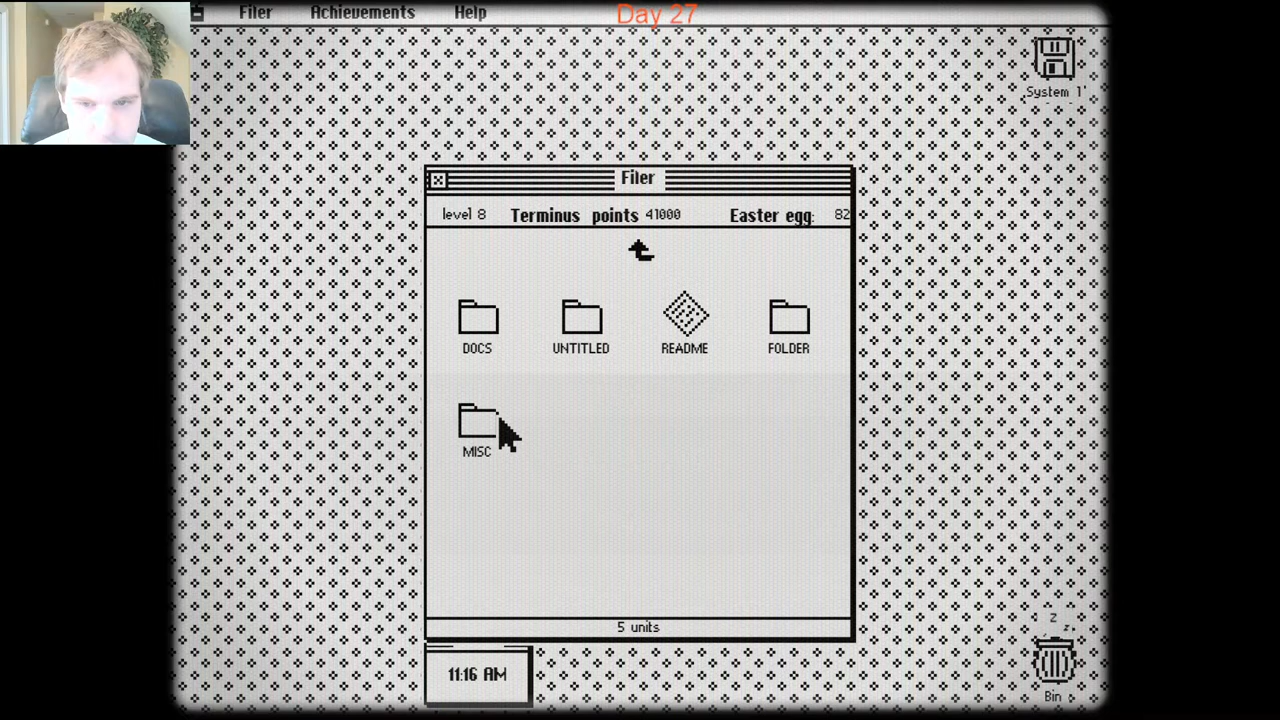 Filer Achievements Help Day 27
System 1
Filer
level 8 Terminus points 41000 Easter egg: 82
DOCS UNTITLED README FOLDER
MISC
5 units
11:16 AM
z
z
Bin